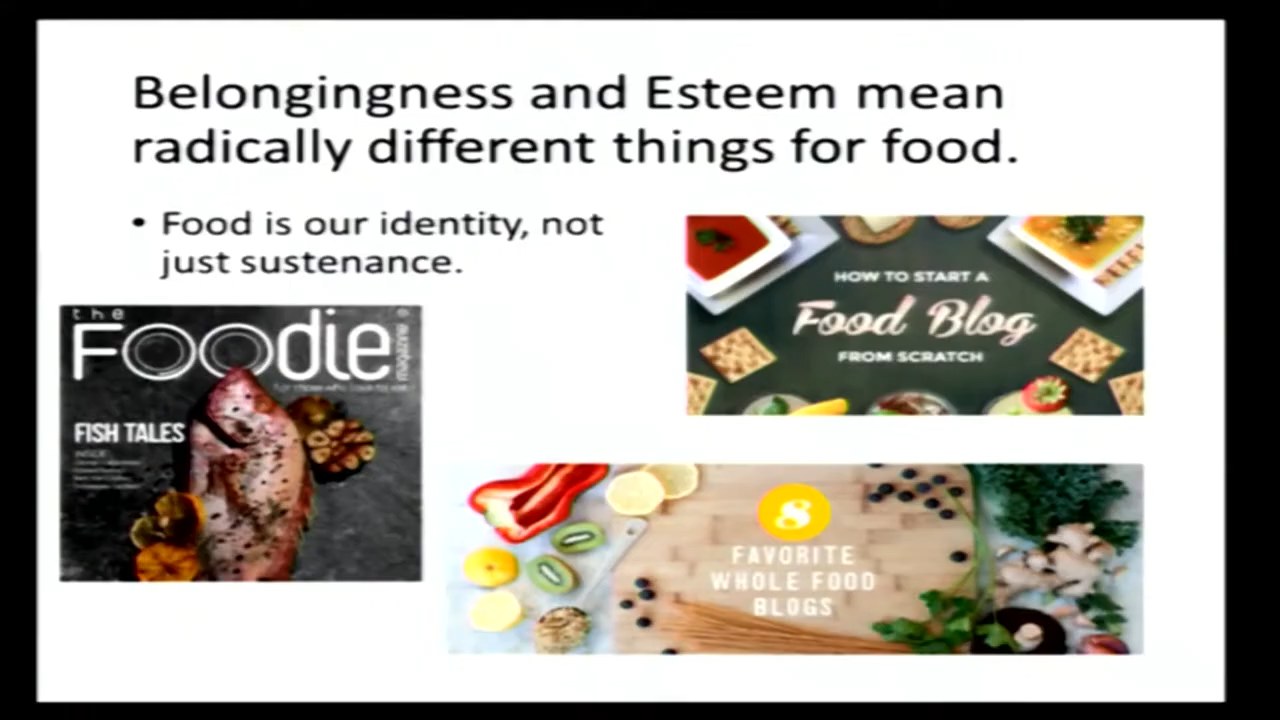 Belongingness and Esteem mean
radically different things for food.
• Food is our identity, not
just sustenance.
the
Foodie
magazine
FISH TALES
HOW TO START A
Food Blog
FROM SCRATCH
8
FAVORITE
WHOLE FOOD
BLOGS